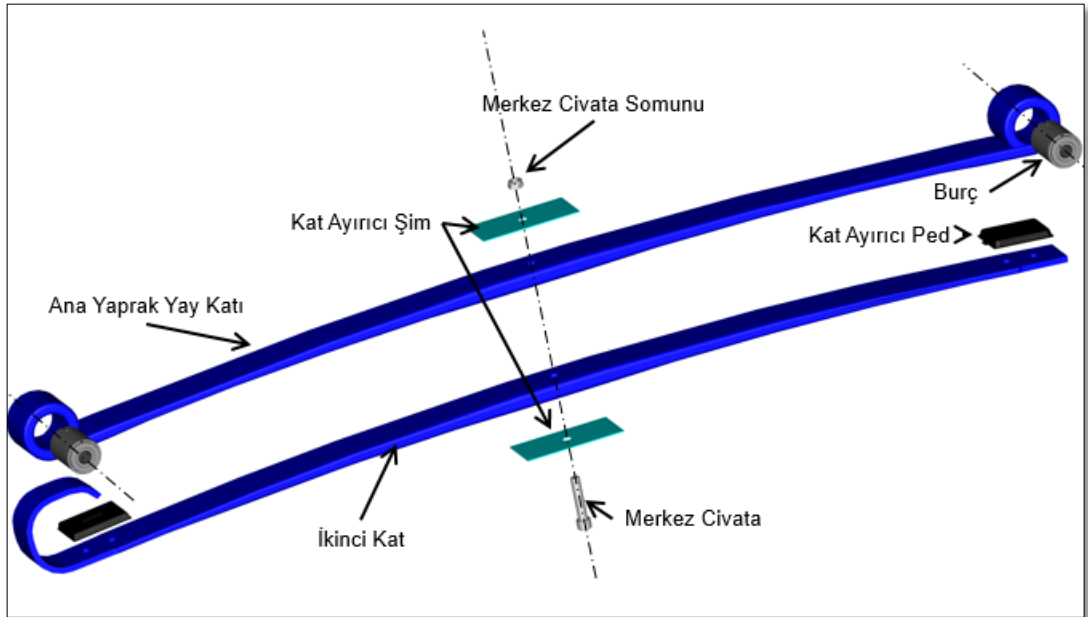 Merkez Civata Somunu
Burç
Kat Ayırıcı Şim
Kat Ayırıcı Ped
Ana Yaprak Yay Katı
Merkez Civata
İkinci Kat